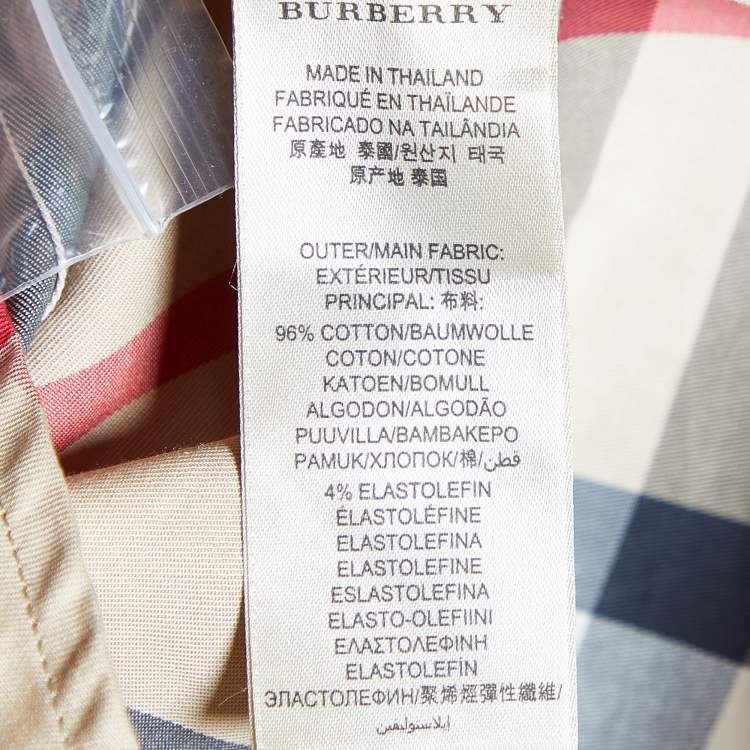 BURBERRY
MADE IN THAILAND
FABRIQUÉ EN THAÏLANDE
FABRICADO NA TAILÂNDIA
原產地 泰國/원산지 태국
原产地 泰国
OUTER/MAIN FABRIC:
EXTÉRIEUR/TISSU
PRINCIPAL: 布料:
96% COTTON/BAUMWOLLE
COTON/COTONE
KATOEN/BOMULL
ALGODON/ALGODÃO
PUUVILLA/ΒΑΜΒΑΚΕΡΟ
PAMUK/ХЛОПОК/棉/قطن
4% ELASTOLEFIN
ÉLASTOLÉFINE
ELASTOLEFINA
ELASTOLEFINE
ESLASTOLEFINA
ELASTO-OLEFIINI
ΕΛΑΣΤΟΛΕΦΙΝΗ
ELASTOLEFÍN
ЭЛАСТОЛЕФИН/聚烯烴彈性纖維/
إيلاستوليفين